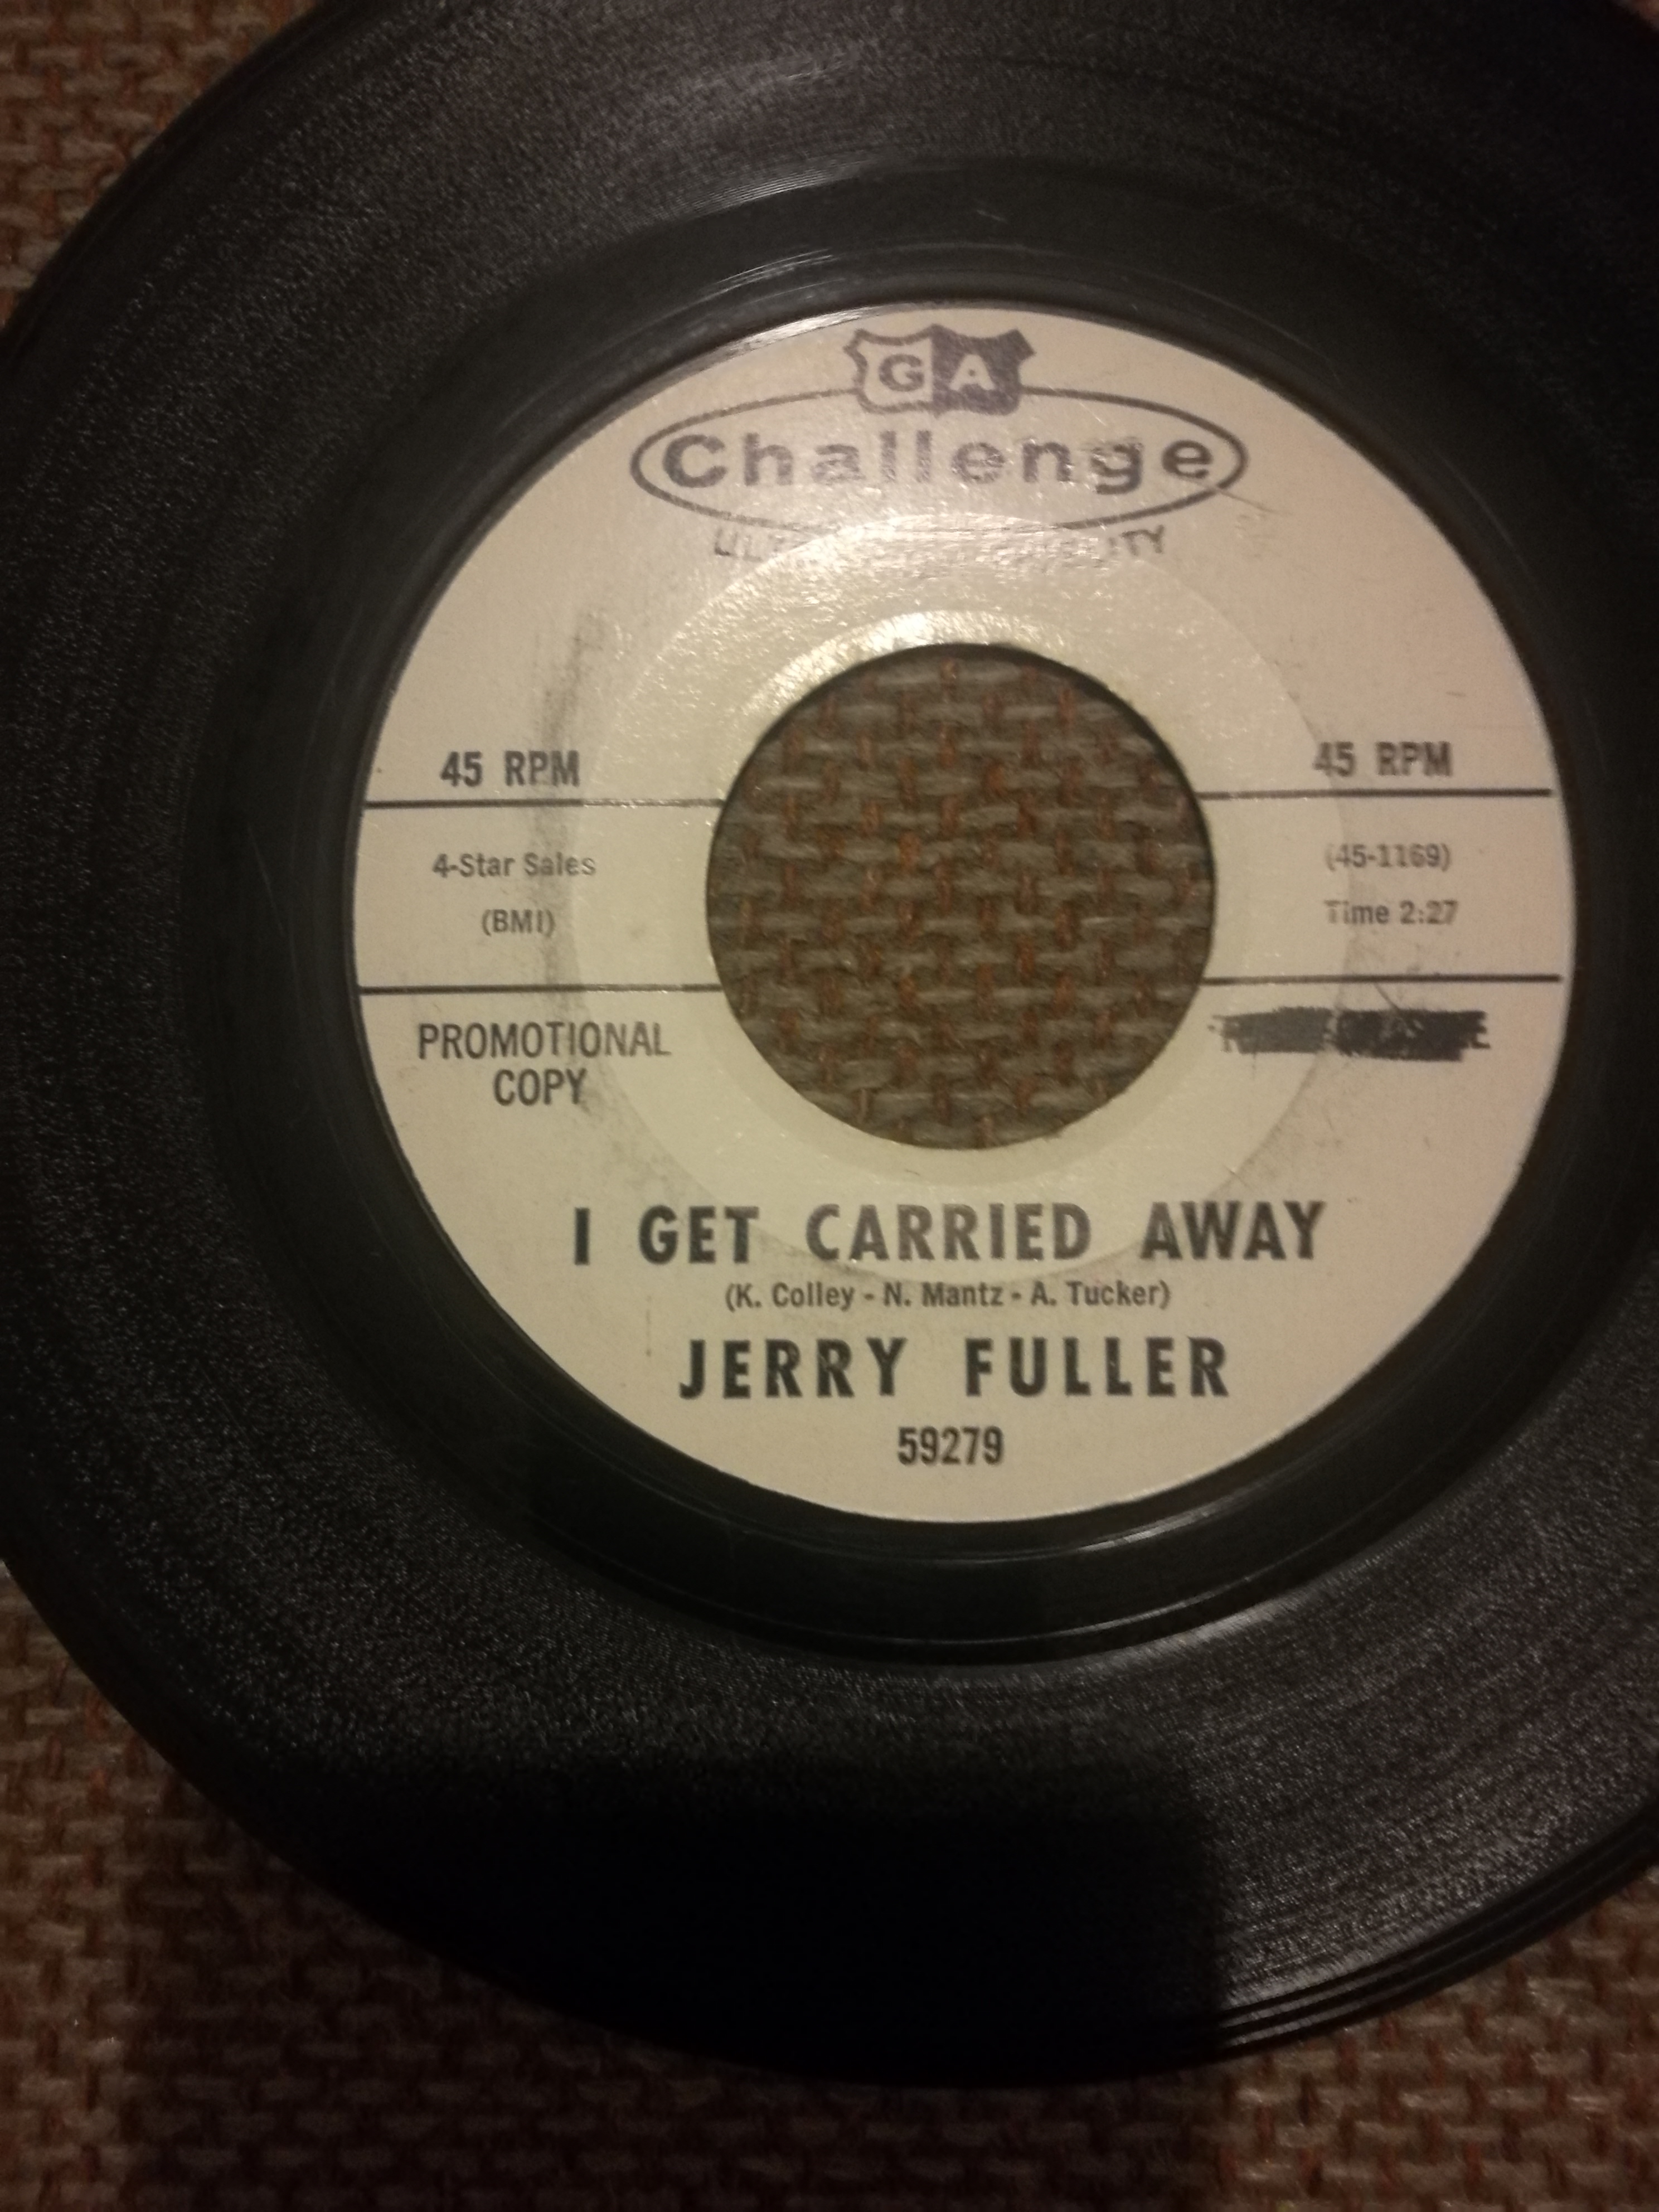 G A
Challenge
45 RPM
45 RPM
4-Star Sales
(BMI)
(45-1169)
Time 2:27
PROMOTIONAL
COPY
I GET CARRIED AWAY
(K. Colley - N. Mantz - A. Tucker)
JERRY FULLER
59279